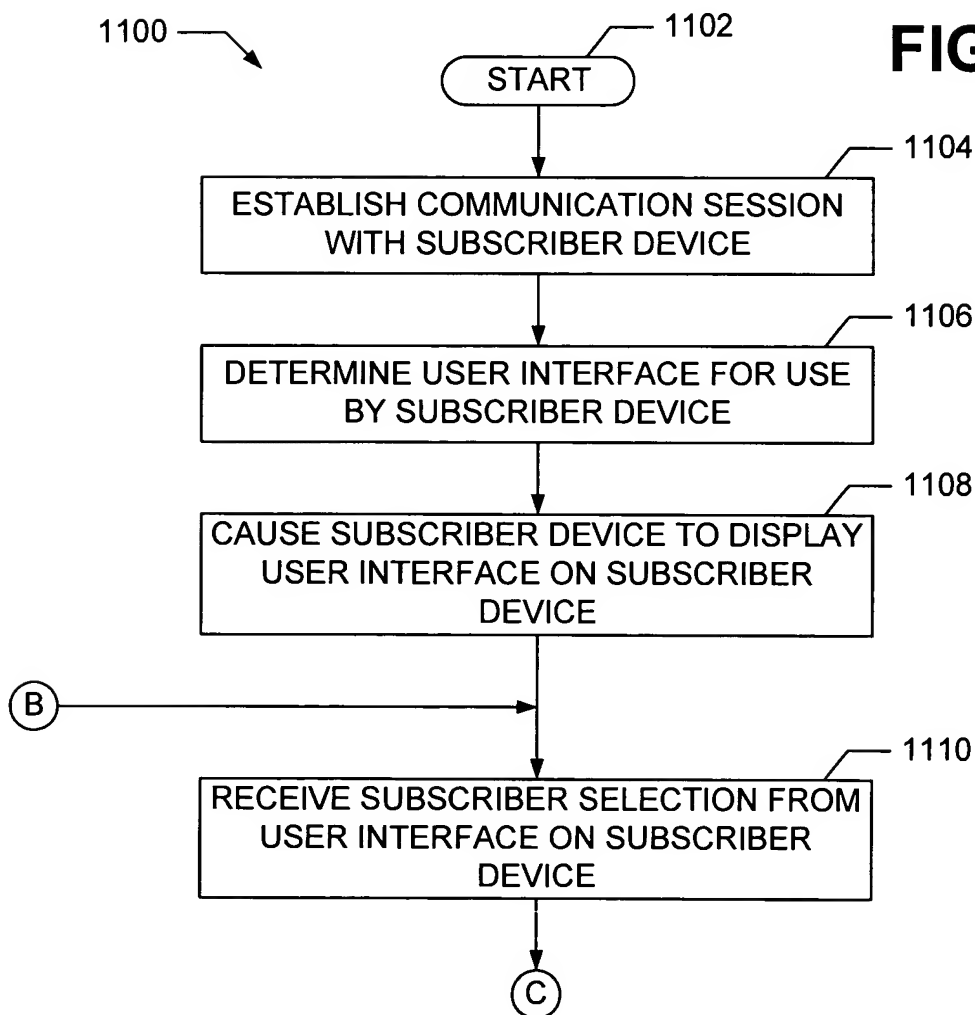 1100
1102
FIG
START
1104
ESTABLISH COMMUNICATION SESSION
WITH SUBSCRIBER DEVICE
1106
DETERMINE USER INTERFACE FOR USE
BY SUBSCRIBER DEVICE
1108
CAUSE SUBSCRIBER DEVICE TO DISPLAY
USER INTERFACE ON SUBSCRIBER
DEVICE
B
1110
RECEIVE SUBSCRIBER SELECTION FROM
USER INTERFACE ON SUBSCRIBER
DEVICE
C